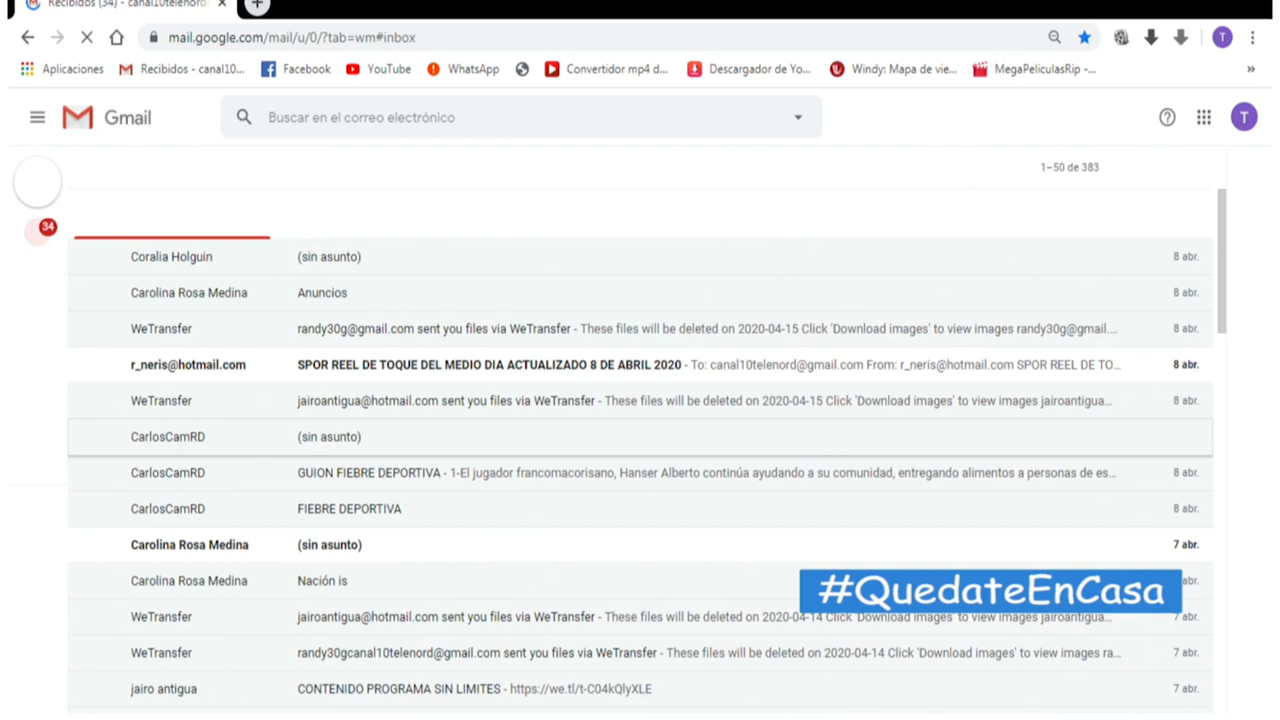 Recibidos (34) - canal10telenord
mail.google.com/mail/u/0/?tab=wm#inbox
T
Aplicaciones Recibidos - canal10... Facebook YouTube WhatsApp Convertidor mp4 d... Descargador de Yo... Windy: Mapa de vie... MegaPeliculasRip -... »
Gmail Buscar en el correo electrónico T
1–50 de 383
34
Coralia Holguin (sin asunto) 8 abr.
Carolina Rosa Medina Anuncios 8 abr.
WeTransfer randy30g@gmail.com sent you files via WeTransfer - These files will be deleted on 2020-04-15 Click 'Download images' to view images randy30g@gmail.... 8 abr.
r_neris@hotmail.com SPOR REEL DE TOQUE DEL MEDIO DIA ACTUALIZADO 8 DE ABRIL 2020 - To: canal10telenord@gmail.com From: r_neris@hotmail.com SPOR REEL DE TO... 8 abr.
WeTransfer jairoantigua@hotmail.com sent you files via WeTransfer - These files will be deleted on 2020-04-15 Click 'Download images' to view images jairoantigua... 8 abr.
CarlosCamRD (sin asunto)
CarlosCamRD GUION FIEBRE DEPORTIVA - 1-El jugador francomacorisano, Hanser Alberto continúa ayudando a su comunidad, entregando alimentos a personas de es... 8 abr.
CarlosCamRD FIEBRE DEPORTIVA 8 abr.
Carolina Rosa Medina (sin asunto) 7 abr.
Carolina Rosa Medina Nación is abr.
#QuedateEnCasa
WeTransfer jairoantigua@hotmail.com sent you files via WeTransfer - These files will be deleted on 2020-04-14 Click 'Download images' to view images jairoantigua... 7 abr.
WeTransfer randy30gcanal10telenord@gmail.com sent you files via WeTransfer - These files will be deleted on 2020-04-14 Click 'Download images' to view images ra... 7 abr.
jairo antigua CONTENIDO PROGRAMA SIN LIMITES - https://we.tl/t-C04kQlyXLE 7 abr.